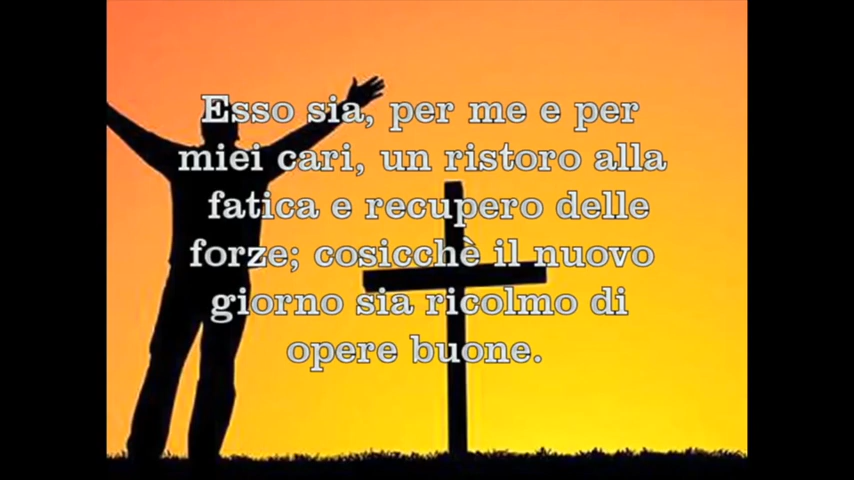 Esso sia, per me e per
miei cari, un ristoro alla
fatica e recupero delle
forze; cosicchè il nuovo
giorno sia ricolmo di
opere buone.